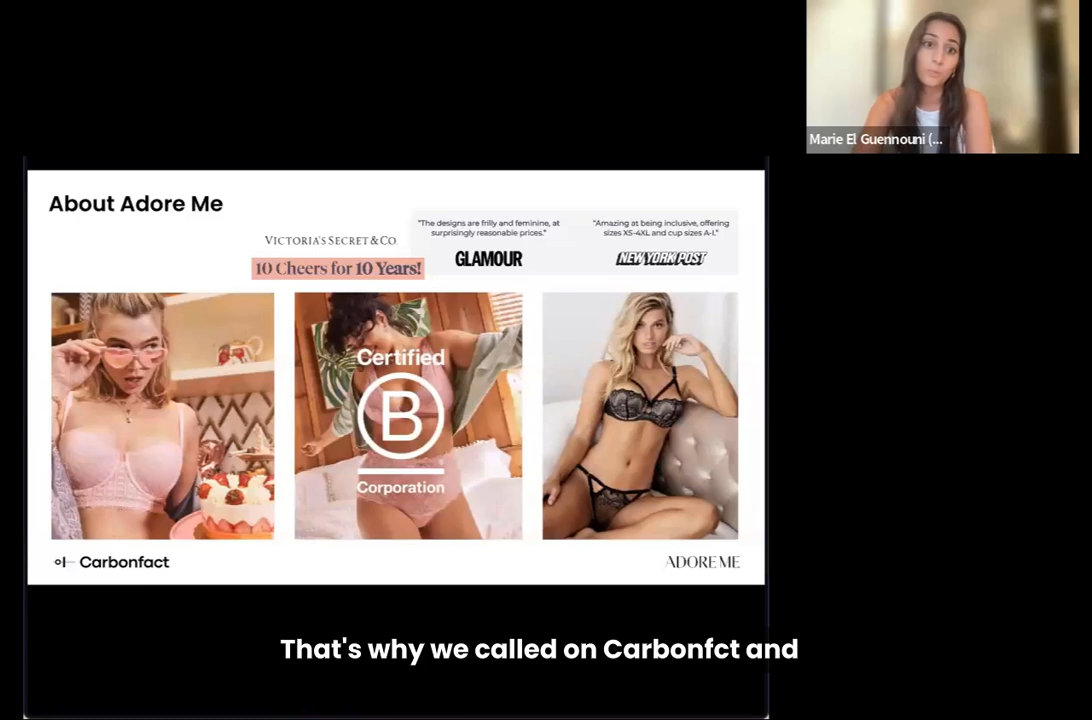 Marie El Guennouni (...
About Adore Me
VICTORIA'S SECRET & CO.
10 Cheers for 10 Years!
"The designs are frilly and feminine, at
surprisingly reasonable prices."
GLAMOUR
"Amazing at being inclusive, offering
sizes XS-4XL and cup sizes A-I."
NEW YORK POST
Certified
B
Corporation
Carbonfact
ADORE ME
That's why we called on Carbonfct and